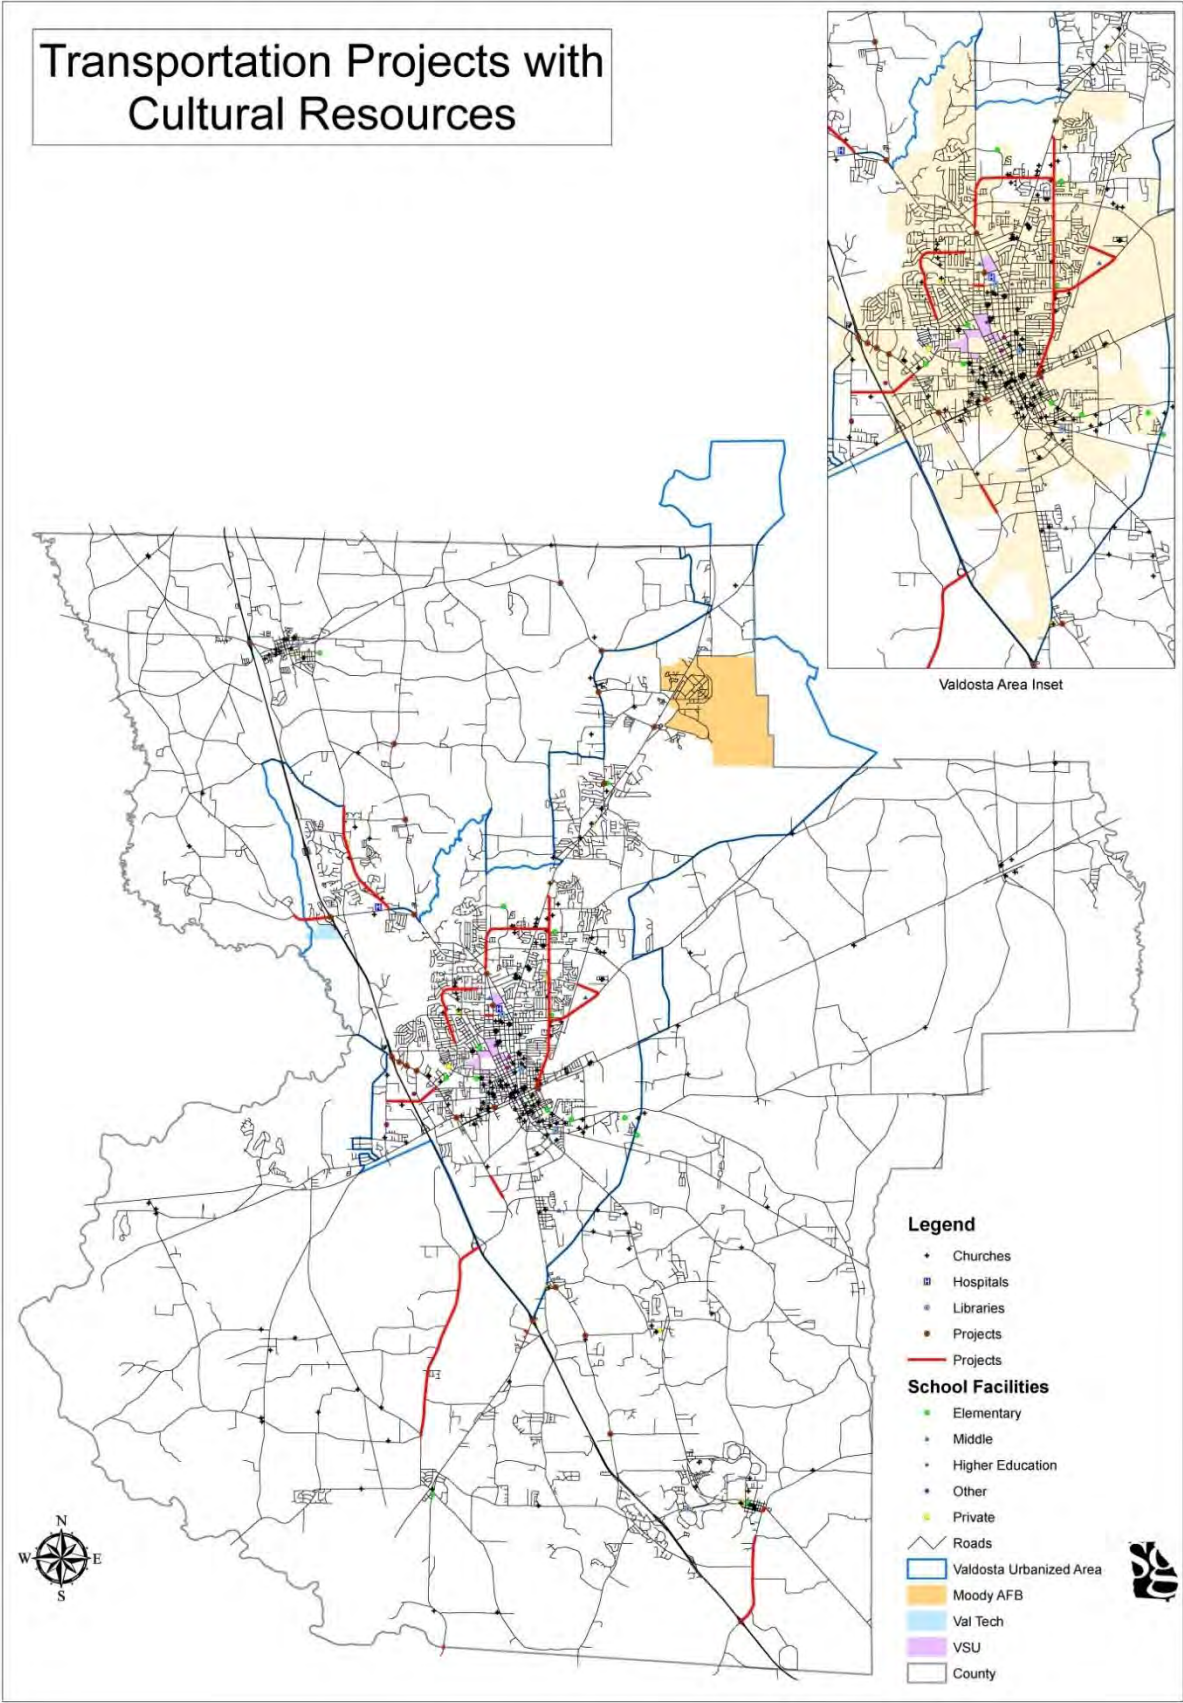 Transportation Projects with
Cultural Resources
Valdosta Area Inset
Legend
Churches
H Hospitals
Libraries
Projects
Projects
School Facilities
Elementary
Middle
Higher Education
Other
Private
Roads
Valdosta Urbanized Area
Moody AFB
Val Tech
VSU
County
N
W E
S